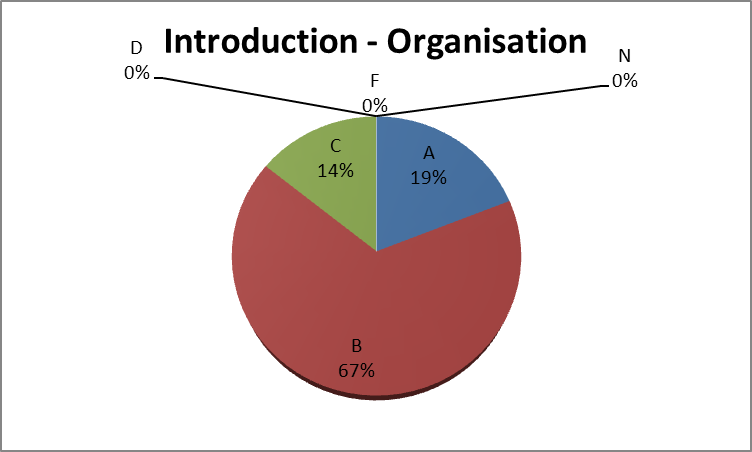 Introduction - Organisation
D
0%
F
0%
N
0%
C
14%
A
19%
B
67%